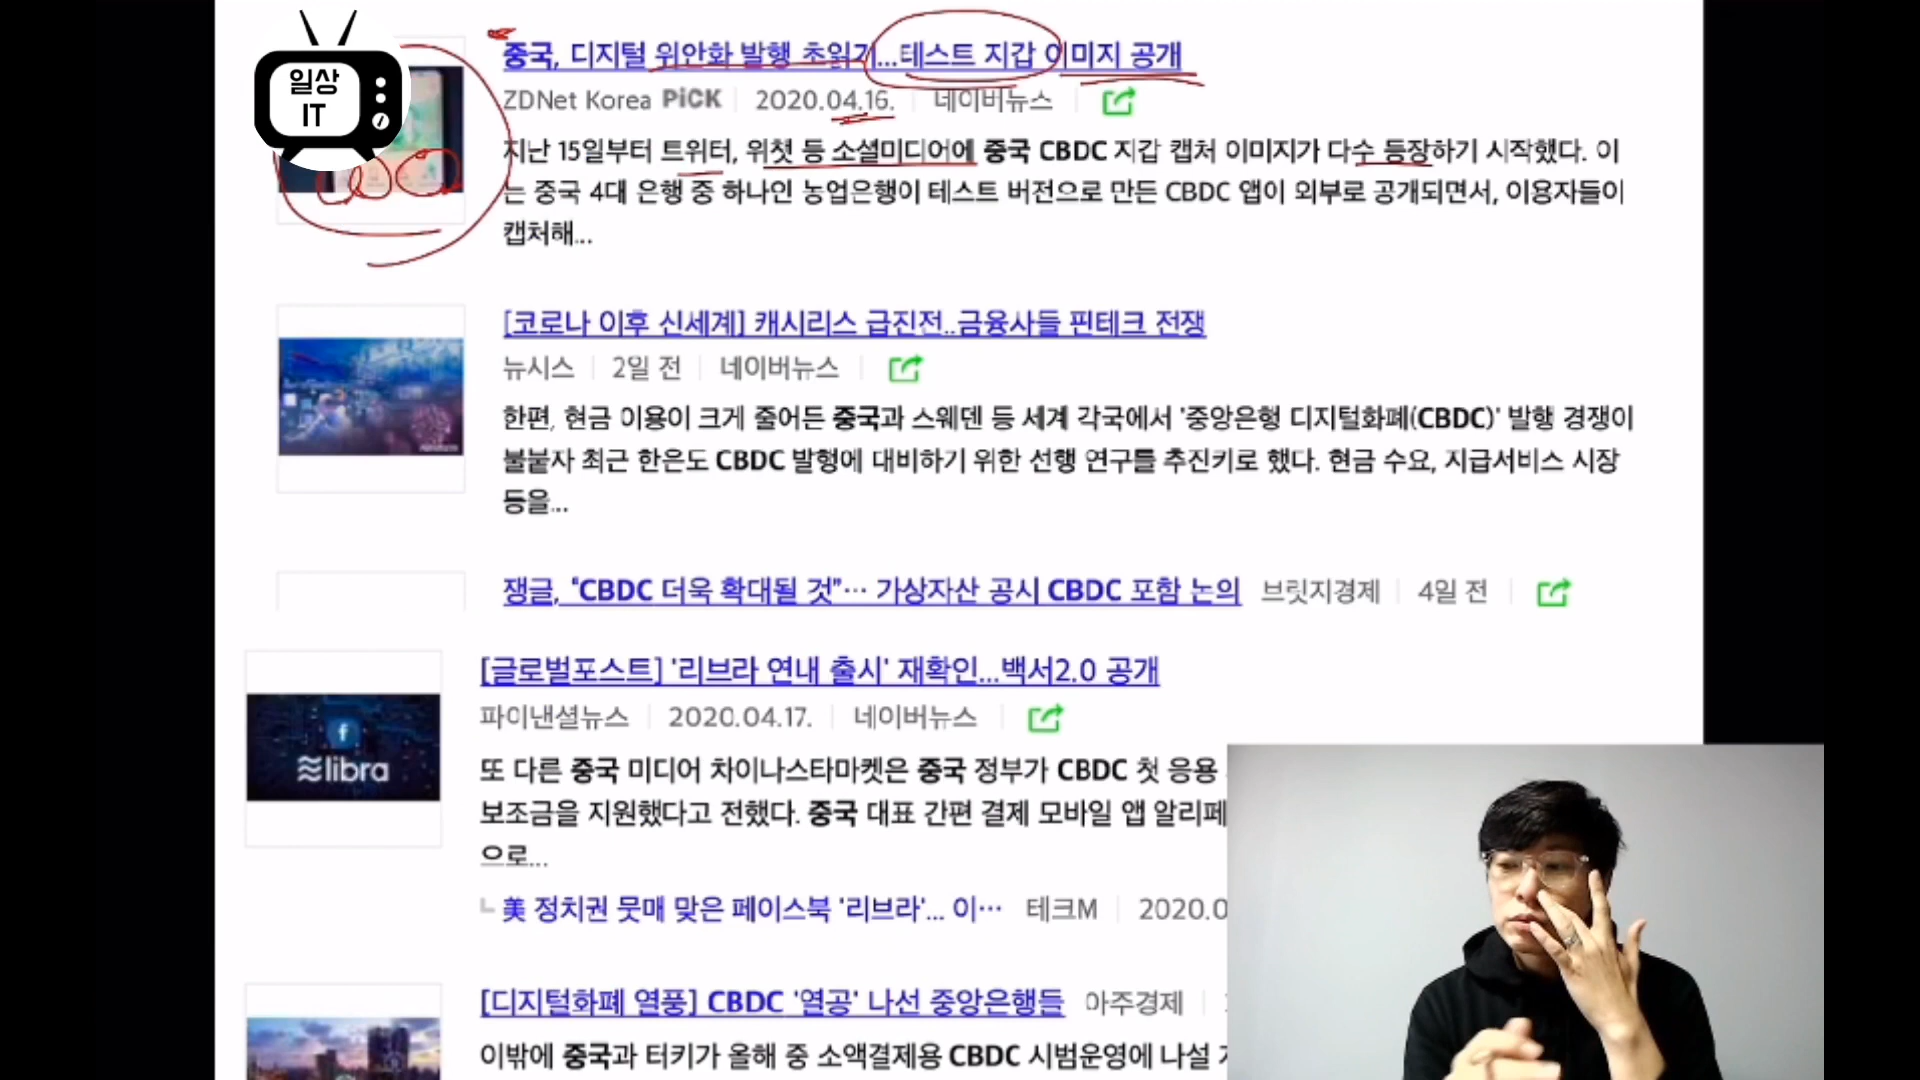 일상
IT
중국, 디지털 위안화 발행 초읽기...테스트 지갑 이미지 공개
ZDNet Korea PiCK 2020.04.16. 네이버뉴스
지난 15일부터 트위터, 위챗 등 소셜미디어에 중국 CBDC 지갑 캡처 이미지가 다수 등장하기 시작했다. 이
는 중국 4대 은행 중 하나인 농업은행이 테스트 버전으로 만든 CBDC 앱이 외부로 공개되면서, 이용자들이
캡처해...
[코로나 이후 신세계] 캐시리스 급진전..금융사들 핀테크 전쟁
뉴시스 2일 전 네이버뉴스
한편, 현금 이용이 크게 줄어든 중국과 스웨덴 등 세계 각국에서 '중앙은행 디지털화폐(CBDC)' 발행 경쟁이
불붙자 최근 한은도 CBDC 발행에 대비하기 위한 선행 연구를 추진키로 했다. 현금 수요, 지급서비스 시장
등을...
쟁글, "CBDC 더욱 확대될 것"··· 가상자산 공시 CBDC 포함 논의 브릿지경제 4일 전
[글로벌포스트] '리브라 연내 출시' 재확인...백서2.0 공개
파이낸셜뉴스 2020.04.17. 네이버뉴스
f
libra
또 다른 중국 미디어 차이나스타마켓은 중국 정부가 CBDC 첫 응용
보조금을 지원했다고 전했다. 중국 대표 간편 결제 모바일 앱 알리페
으로...
美 정치권 뭇매 맞은 페이스북 '리브라'... 이··· 테크M 2020.0
[디지털화폐 열풍] CBDC '열공' 나선 중앙은행들 아주경제
이밖에 중국과 터키가 올해 중 소액결제용 CBDC 시범운영에 나설